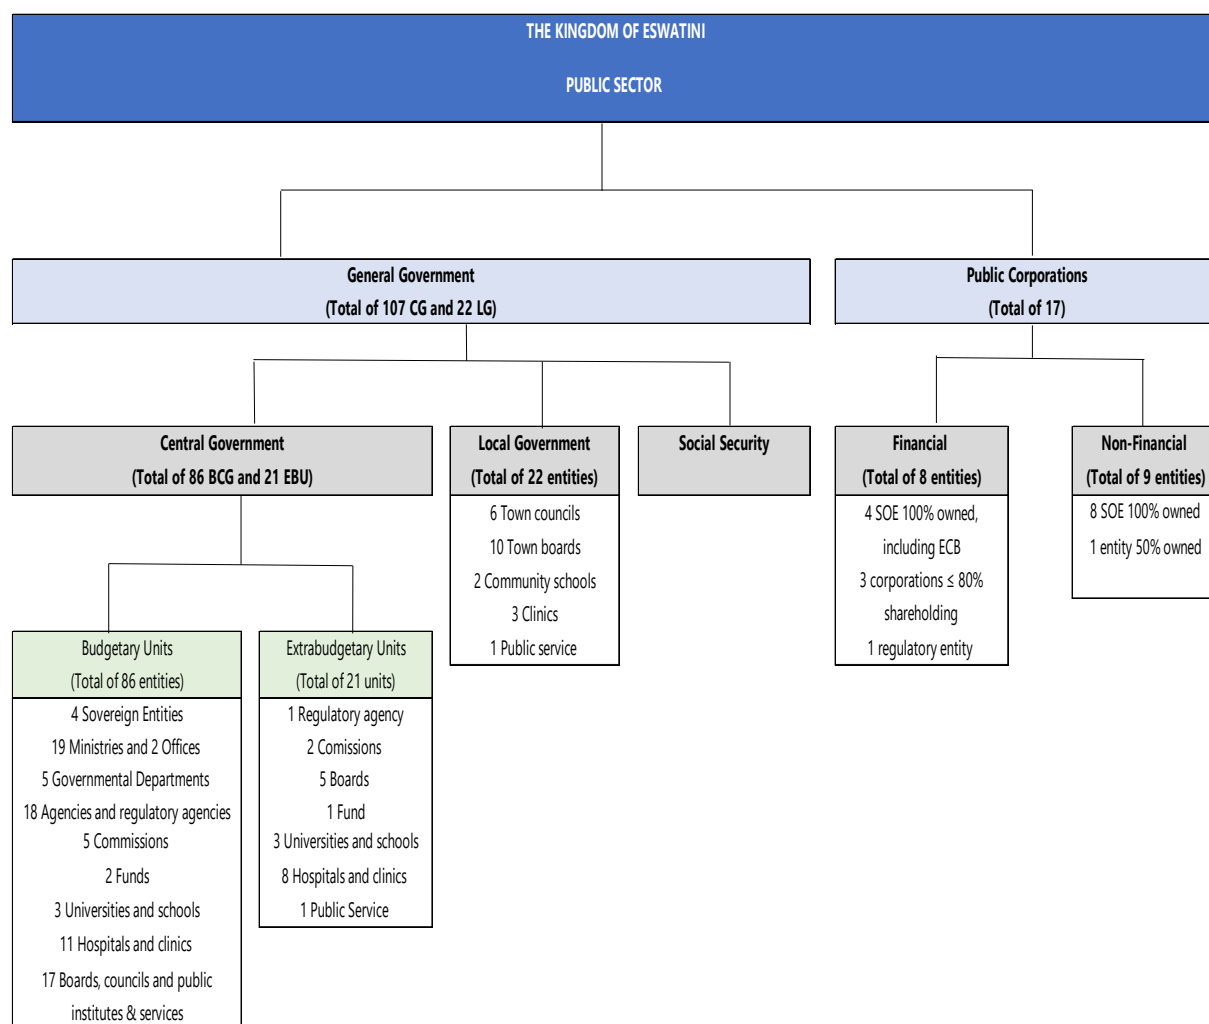 THE KINGDOM OF ESWATINI
PUBLIC SECTOR
General Government
(Total of 107 CG and 22 LG)
Public Corporations
(Total of 17)
Central Government
(Total of 86 BCG and 21 EBU)
Local Government
(Total of 22 entities)
Social Security
Financial
(Total of 8 entities)
Non-Financial
(Total of 9 entities)
6 Town councils
10 Town boards
2 Community schools
3 Clinics
1 Public service
4 SOE 100% owned,
including ECB
3 corporations ≤ 80%
shareholding
1 regulatory entity
8 SOE 100% owned
1 entity 50% owned
Budgetary Units
(Total of 86 entities)
4 Sovereign Entities
19 Ministries and 2 Offices
5 Governmental Departments
18 Agencies and regulatory agencies
5 Commissions
2 Funds
3 Universities and schools
11 Hospitals and clinics
17 Boards, councils and public
institutes & services
Extrabudgetary Units
(Total of 21 units)
1 Regulatory agency
2 Comissions
5 Boards
1 Fund
3 Universities and schools
8 Hospitals and clinics
1 Public Service